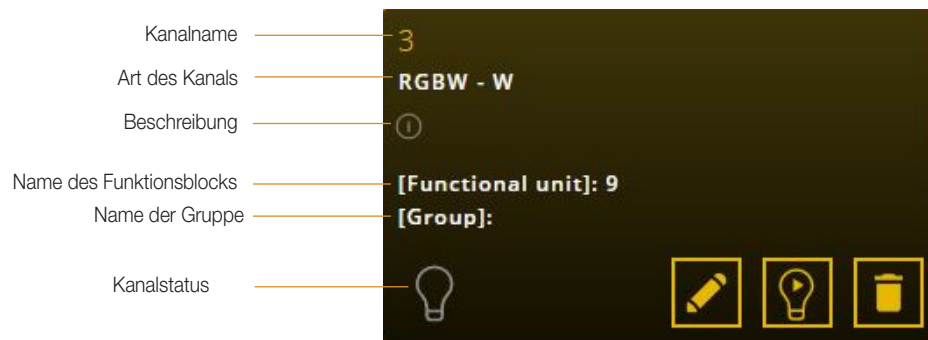 Kanalname
3
Art des Kanals
RGBW - W
Beschreibung
Name des Funktionsblocks
[Functional unit]: 9
Name der Gruppe
[Group]:
Kanalstatus